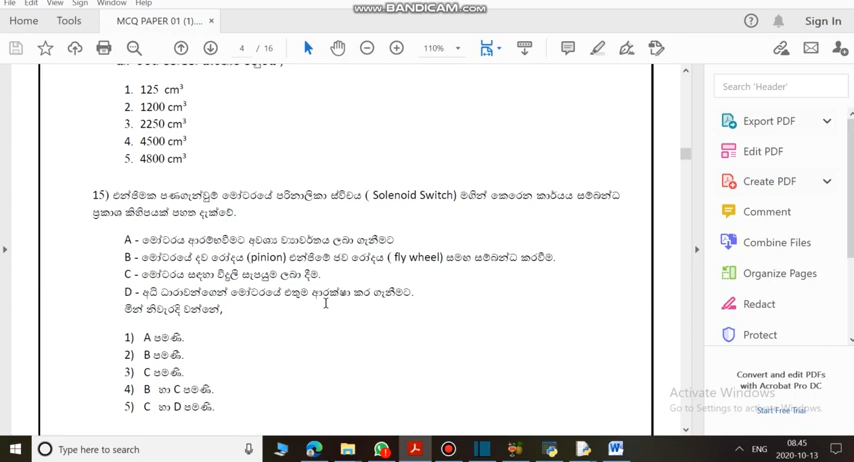 WWW.BANDICAM.COM
File Edit View Sign Window Help
Home Tools MCQ PAPER 01 (1).... × ? Sign In
4 / 16 110%
1. 125 cm³
2. 1200 cm³
3. 2250 cm³
4. 4500 cm³
5. 4800 cm³
15) එන්ජිමක පණගැන්වුම් මෝටරයේ පරිනාලිකා ස්විචය ( Solenoid Switch) මගින් කෙරෙන කාර්යය සම්බන්ධ
ප්‍රකාශ කිහිපයක් පහත දැක්වේ.
A - මෝටරය ආරම්භවීමට අවශ්‍ය ව්‍යාවර්තය ලබා ගැනීමට
B - මෝටරයේ දව රෝදය (pinion) එන්ජිමේ ජව රෝදය ( fly wheel) සමඟ සම්බන්ධ කරවීම.
C - මෝටරය සඳහා විදුලි සැපයුම ලබා දීම.
D - අයි ධාරාවන්ගෙන් මෝටරයේ එතුම ආරක්ෂා කර ගැනීමට.
මින් නිවැරදි වන්නේ,
1) A පමණි.
2) B පමණී.
3) C පමණි.
4) B හා C පමණි.
5) C හා D පමණි.
Search 'Header'
Export PDF
Edit PDF
Create PDF
Comment
Combine Files
Organize Pages
Redact
Protect
Convert and edit PDFs
with Acrobat Pro DC
Start Free Trial
Activate Windows
Go to Settings to activate Windows.
Type here to search
ENG
08.45
2020-10-13